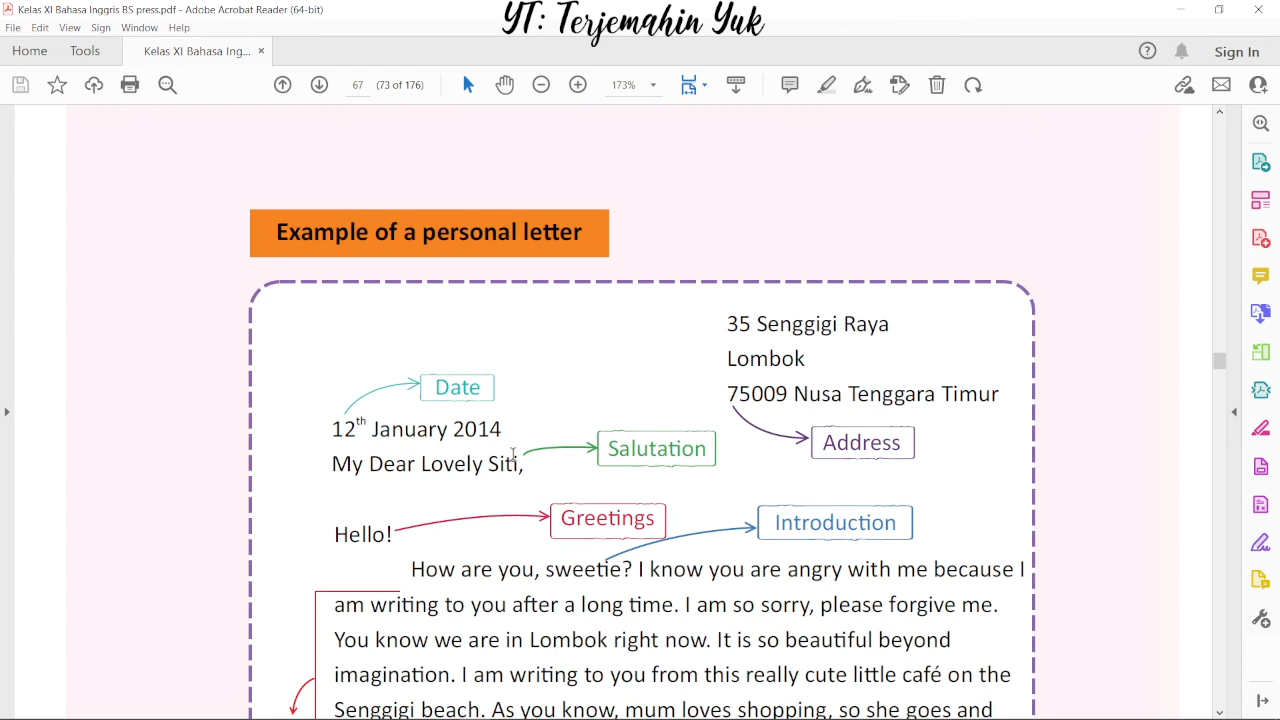 YT: Terjemahin Yuk
Kelas XI Bahasa Inggris BS press.pdf - Adobe Acrobat Reader (64-bit)
File Edit View Sign Window Help
Home Tools Kelas XI Bahasa Ing... × Sign In
67 (73 of 176) 173%
Example of a personal letter
35 Senggigi Raya
Lombok
75009 Nusa Tenggara Timur
Address
Date
12th January 2014
My Dear Lovely Siti,
Salutation
Hello!
Greetings
Introduction
How are you, sweetie? I know you are angry with me because I
am writing to you after a long time. I am so sorry, please forgive me.
You know we are in Lombok right now. It is so beautiful beyond
imagination. I am writing to you from this really cute little café on the
Senggigi beach. As you know, mum loves shopping, so she goes and